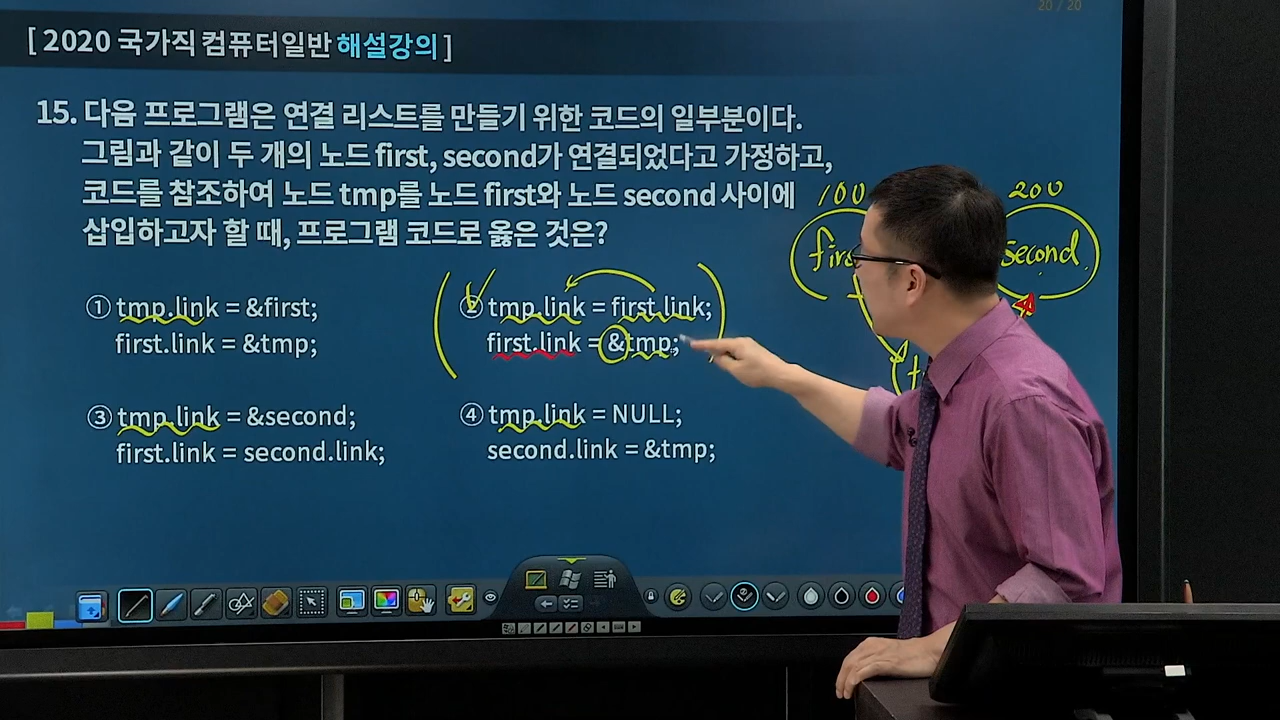 20 / 20
[ 2020 국가직 컴퓨터일반 해설강의 ]
15. 다음 프로그램은 연결 리스트를 만들기 위한 코드의 일부분이다.
그림과 같이 두 개의 노드 first, second가 연결되었다고 가정하고,
코드를 참조하여 노드 tmp를 노드 first와 노드 second 사이에
삽입하고자 할 때, 프로그램 코드로 옳은 것은?
100 200
second
① tmp.link = &first;
first.link = &tmp;
② tmp.link = first.link;
first.link = &tmp;
③ tmp.link = &second;
first.link = second.link;
④ tmp.link = NULL;
second.link = &tmp;